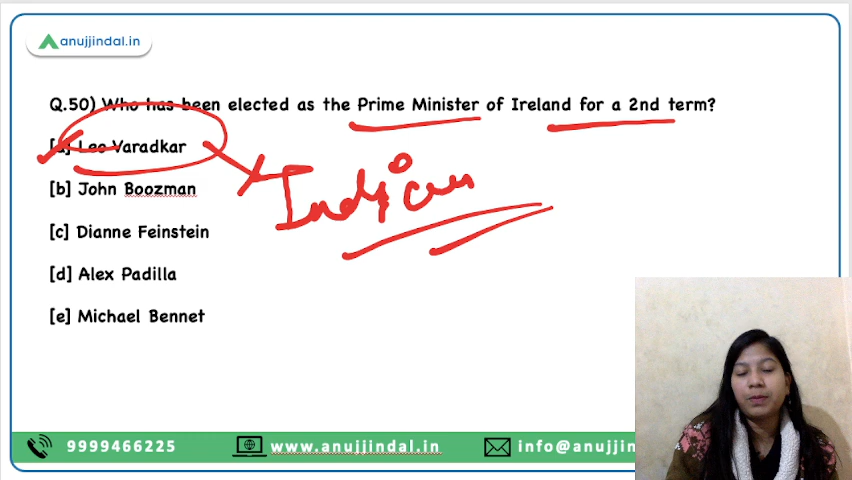 anujjindal.in
Q.50) Who has been elected as the Prime Minister of Ireland for a 2nd term?
[a] Leo Varadkar
Indian
[b] John Boozman
[c] Dianne Feinstein
[d] Alex Padilla
[e] Michael Bennet
9999466225 www.anujjindal.in info@anujjin